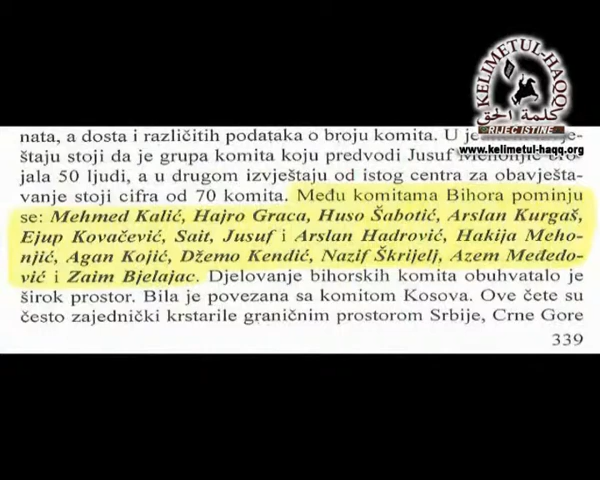 KELIMETUL-HAQQ
كلمة الحق
RIJEC ISTINE
www.kelimetul-haqq.org
nata, a dosta i različitih podataka o broju komita. U
štaju stoji da je grupa komita koju predvodi Jusuf Mehonjić
jala 50 ljudi, a u drugom izvještaju od istog centra za obavješta-
vanje stoji cifra od 70 komita. Među komitama Bihora pominju
se: Mehmed Kalić, Hajro Graca, Huso Šabotić, Arslan Kurgaš,
Ejup Kovačević, Sait, Jusuf i Arslan Hadrović, Hakija Meho-
njić, Agan Kojić, Džemo Kendić, Nazif Škrijelj, Azem Međedo-
vić i Zaim Bjelajac. Djelovanje bihorskih komita obuhvatalo je
širok prostor. Bila je povezana sa komitom Kosova. Ove čete su
često zajednički krstarile graničnim prostorom Srbije, Crne Gore
339